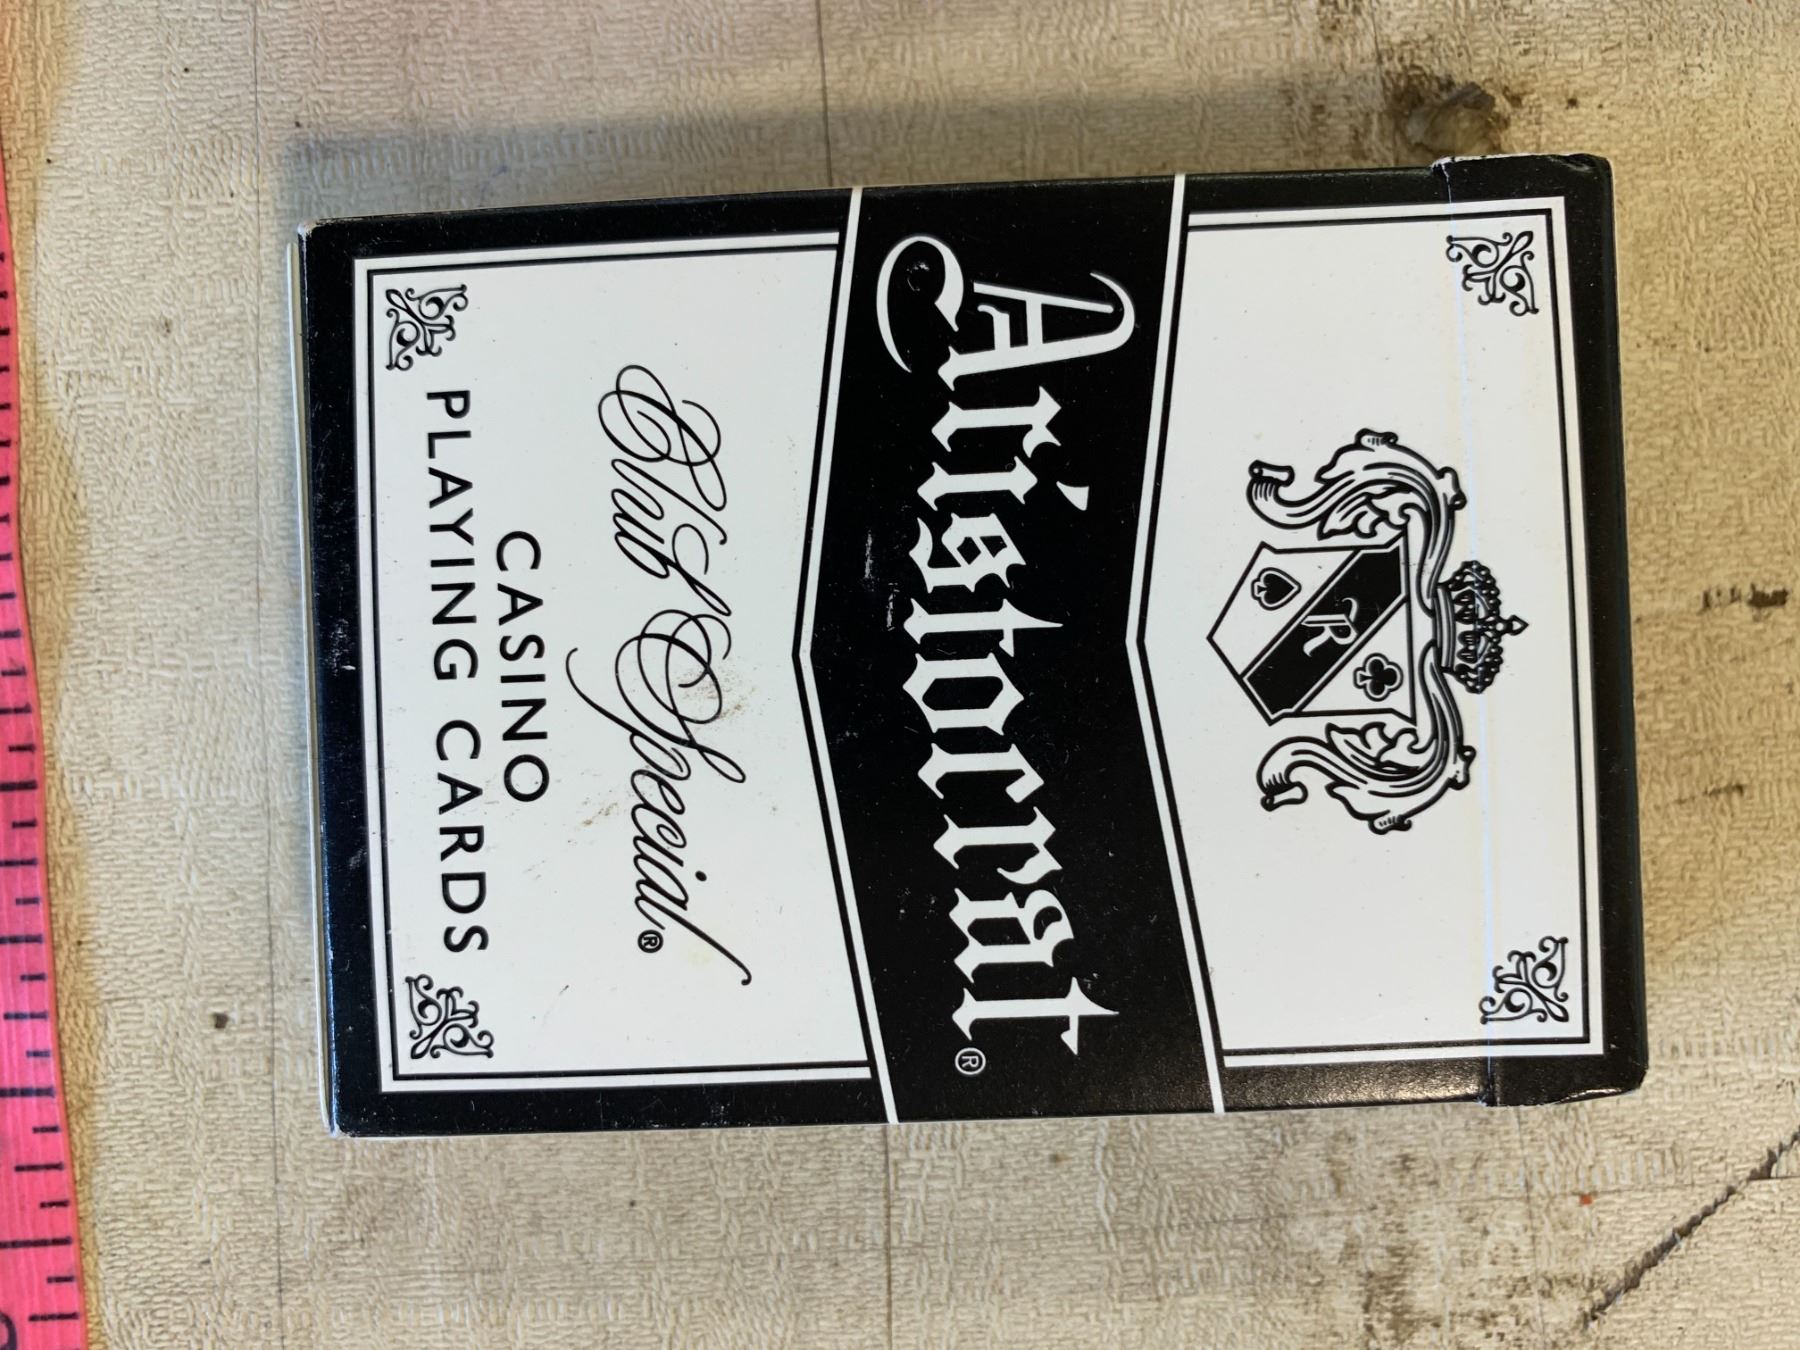 R
Aristocrat®
Club Special®
CASINO
PLAYING CARDS